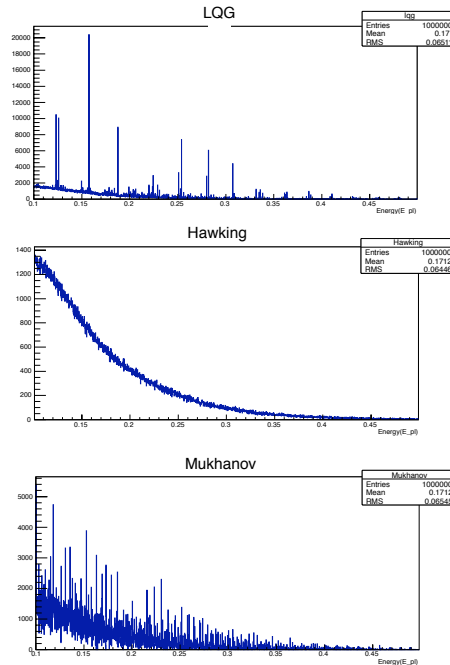 LQG
lqg
Entries 1000000
Mean 0.171
RMS 0.0651
20000
18000
16000
14000
12000
10000
8000
6000
4000
2000
0
0.1 0.15 0.2 0.25 0.3 0.35 0.4 0.45
Energy(E_pl)
Hawking
Hawking
Entries 1000000
Mean 0.1712
RMS 0.06446
1400
1200
1000
800
600
400
200
0
0.15 0.2 0.25 0.3 0.35 0.4 0.45
Energy(E_pl)
Mukhanov
Mukhanov
Entries 1000000
Mean 0.1712
RMS 0.0654
5000
4000
3000
2000
1000
0
0.1 0.15 0.2 0.25 0.3 0.35 0.4 0.45
Energy(E_pl)